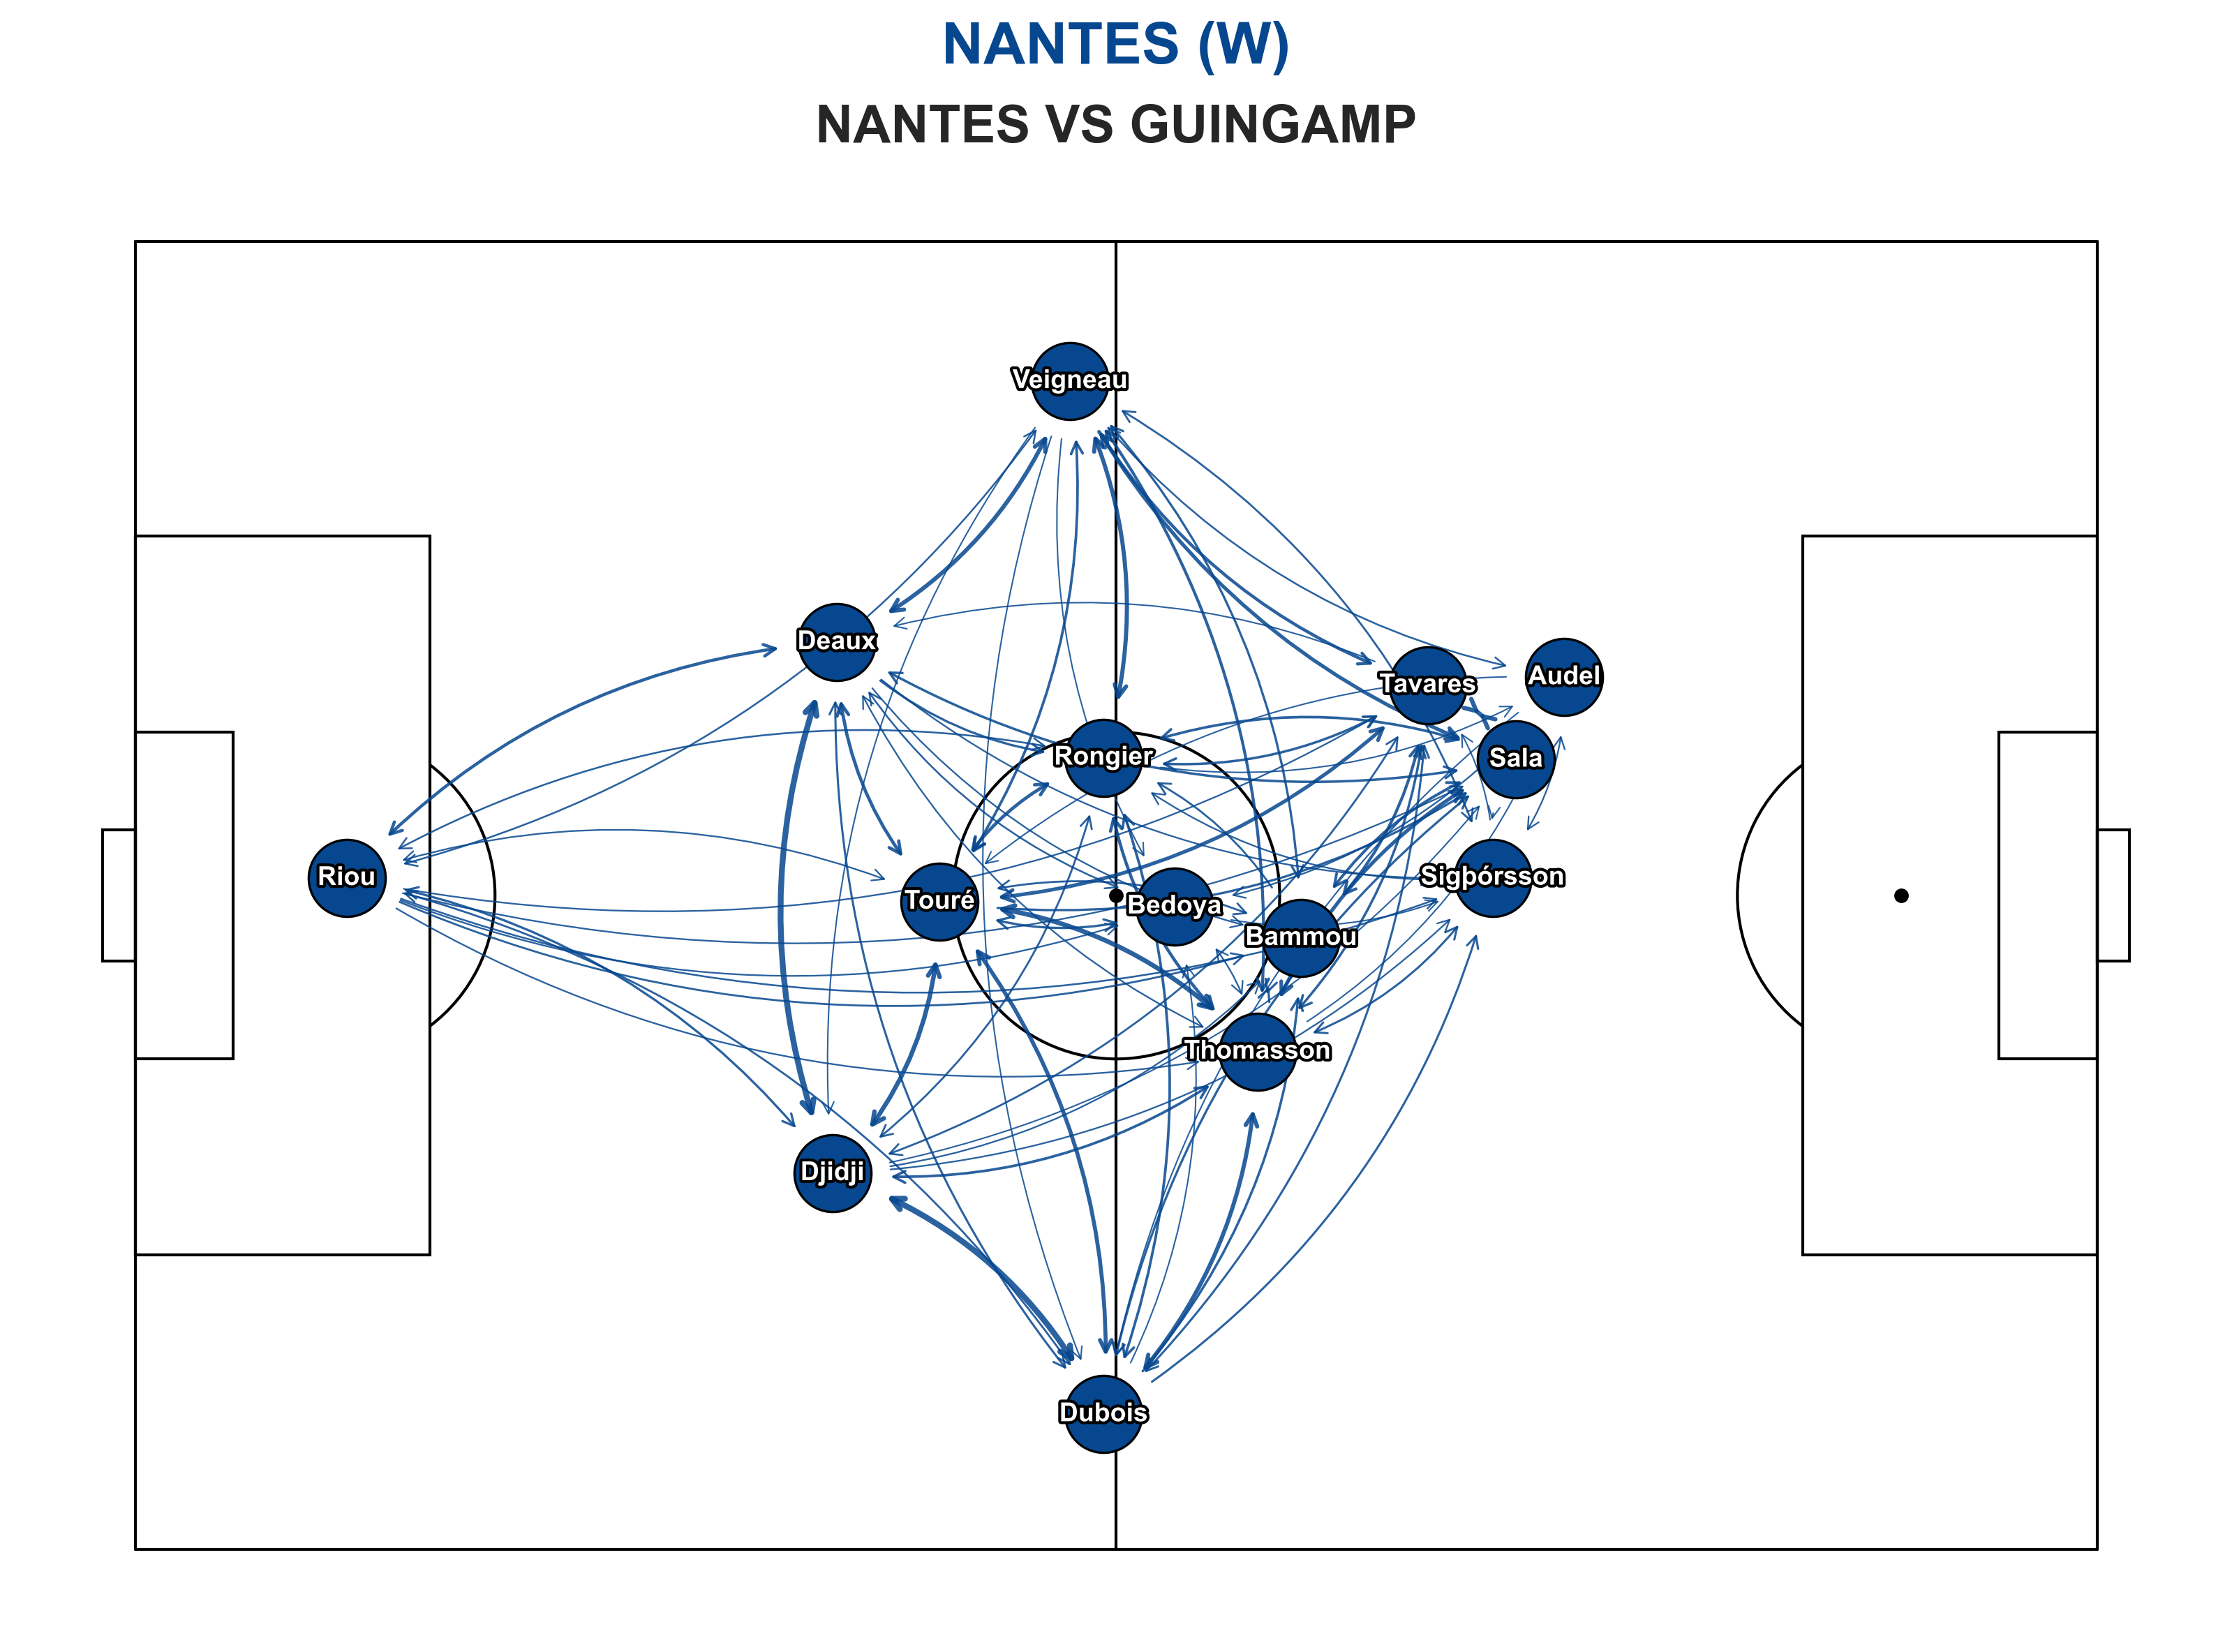 NANTES (W)
NANTES VS GUINGAMP
Veigneau
Deaux
Tavares
Audel
Rongier
Sala
Riou
Sigþórsson
Touré
Bedoya
Bammou
Thomasson
Djidji
Dubois